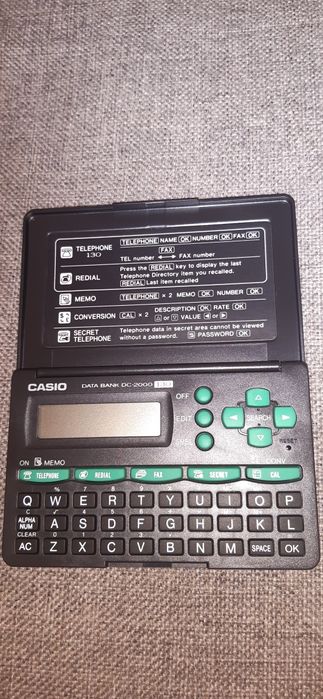 TELEPHONE 130
TELEPHONE NAME OK NUMBER OK FAX OK
FAX
TEL number ↔ FAX number
REDIAL
Press the REDIAL key to display the last
Telephone Directory item you recalled.
REDIAL Last item recalled
MEMO
TELEPHONE × 2 MEMO OK NUMBER OK
CONVERSION
CAL × 2 DESCRIPTION OK RATE OK
△ or ▽ VALUE ◁ or ▷
SECRET TELEPHONE
Telephone data in secret area cannot be viewed
without a password. PASSWORD OK
CASIO DATA BANK DC-2000 130
OFF
EDIT
SEARCH
RESET
ON MEMO CONV
TELEPHONE REDIAL FAX SECRET CAL
Q W E R T Y U I O P
ALPHA NUM A S D F G H J K L
CLEAR
AC Z X C V B N M SPACE OK